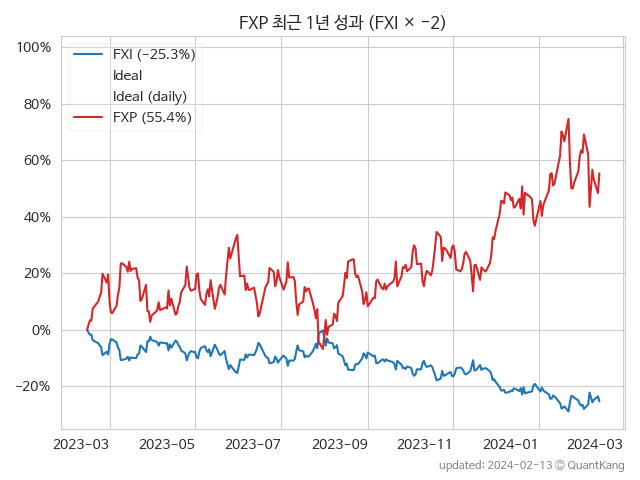 FXP 최근 1년 성과 (FXI × −2)
100%
80%
60%
40%
20%
0%
−20%
FXI (−25.3%)
Ideal
Ideal (daily)
FXP (55.4%)
2023-03
2023-05
2023-07
2023-09
2023-11
2024-01
2024-03
updated: 2024-02-13 © QuantKang